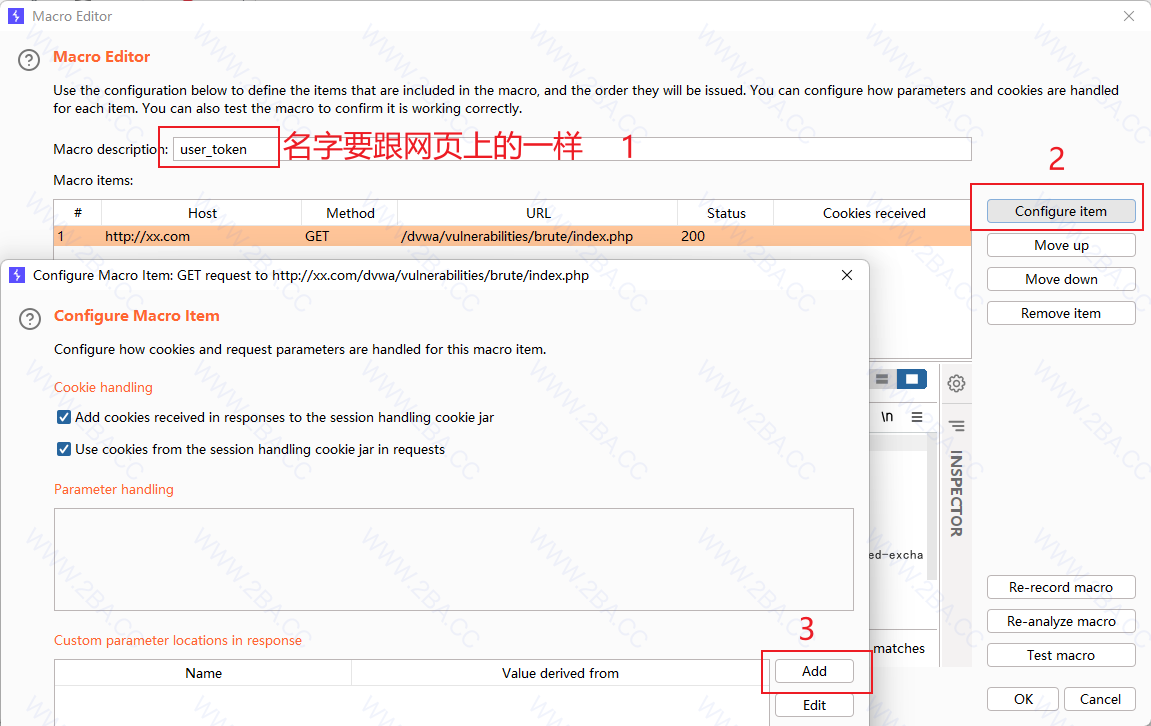 Macro Editor
Macro Editor
Use the configuration below to define the items that are included in the macro, and the order they will be issued. You can configure how parameters and cookies are handled
for each item. You can also test the macro to confirm it is working correctly.
Macro description: user_token 名字要跟网页上的一样 1
2
Macro items:
# Host Method URL Status Cookies received
1 http://xx.com GET /dvwa/vulnerabilities/brute/index.php 200
Configure item
Move up
Move down
Remove item
Configure Macro Item: GET request to http://xx.com/dvwa/vulnerabilities/brute/index.php
Configure Macro Item
Configure how cookies and request parameters are handled for this macro item.
Cookie handling
Add cookies received in responses to the session handling cookie jar
Use cookies from the session handling cookie jar in requests
Parameter handling
\n
INSPECTOR
ed-excha
Custom parameter locations in response
3
Name Value derived from
Add
Edit
matches
Re-record macro
Re-analyze macro
Test macro
OK Cancel
WWW.2BA.CC